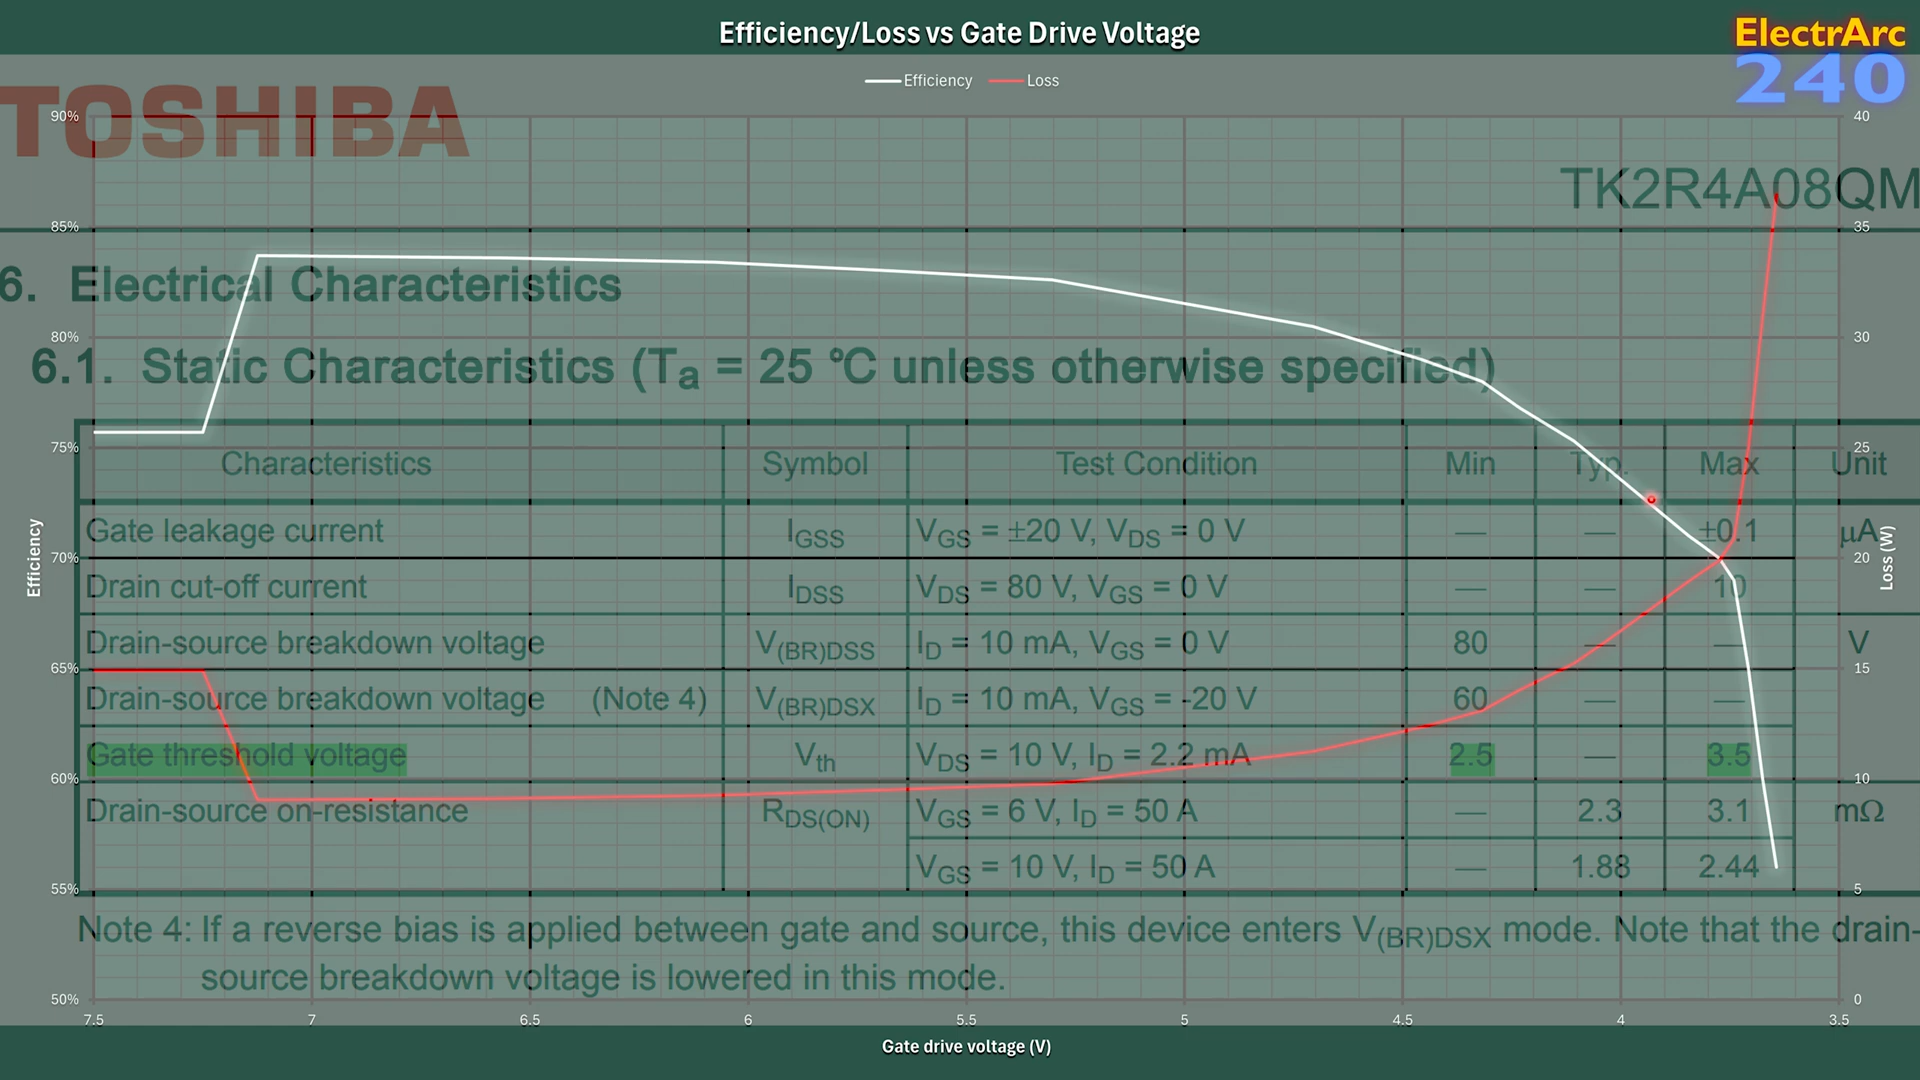 Efficiency/Loss vs Gate Drive Voltage
ElectrArc
240
Efficiency Loss
TOSHIBA
TK2R4A08QM
6. Electrical Characteristics
6.1. Static Characteristics (Ta = 25 °C unless otherwise specified)
Characteristics Symbol Test Condition Min Typ. Max Unit
Gate leakage current IGSS VGS = ±20 V, VDS = 0 V — — ±0.1 μA
Drain cut-off current IDSS VDS = 80 V, VGS = 0 V — — 10
Drain-source breakdown voltage V(BR)DSS ID = 10 mA, VGS = 0 V 80 — — V
Drain-source breakdown voltage (Note 4) V(BR)DSX ID = 10 mA, VGS = -20 V 60 — —
Gate threshold voltage Vth VDS = 10 V, ID = 2.2 mA 2.5 — 3.5
Drain-source on-resistance RDS(ON) VGS = 6 V, ID = 50 A — 2.3 3.1 mΩ
VGS = 10 V, ID = 50 A — 1.88 2.44
Note 4: If a reverse bias is applied between gate and source, this device enters V(BR)DSX mode. Note that the drain-
source breakdown voltage is lowered in this mode.
90%
85%
80%
75%
70%
65%
60%
55%
50%
Efficiency
40
35
30
25
20
15
10
5
0
Loss (W)
7.5 7 6.5 6 5.5 5 4.5 4 3.5
Gate drive voltage (V)